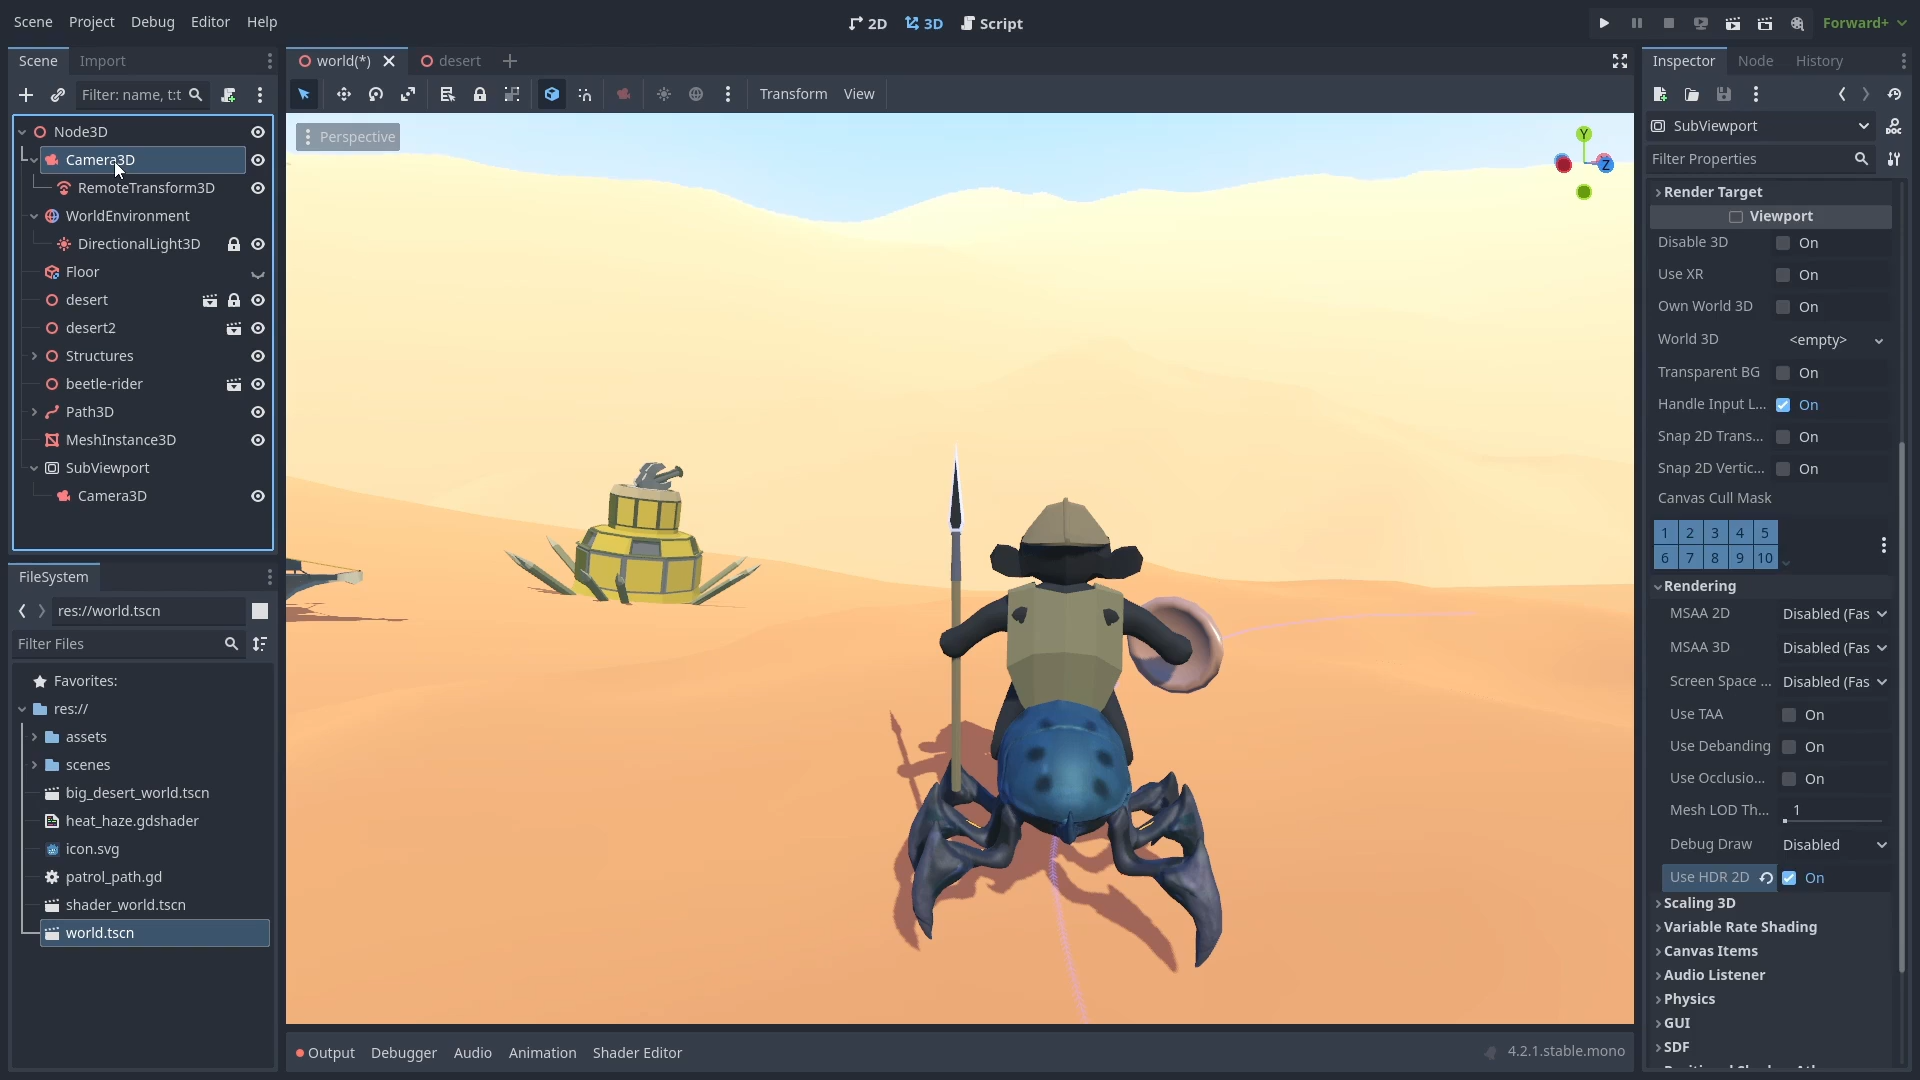 Scene Project Debug Editor Help
2D 3D Script
Forward+
Scene Import
world(*) desert
Inspector Node History
Filter: name, t:t
Transform View
Node3D
Camera3D
RemoteTransform3D
WorldEnvironment
DirectionalLight3D
Floor
desert
desert2
Structures
beetle-rider
Path3D
MeshInstance3D
SubViewport
Camera3D
Perspective
Y
Z
FileSystem
res://world.tscn
Filter Files
Favorites:
res://
assets
scenes
big_desert_world.tscn
heat_haze.gdshader
icon.svg
patrol_path.gd
shader_world.tscn
world.tscn
Output Debugger Audio Animation Shader Editor
4.2.1.stable.mono
SubViewport
DOC
Filter Properties
Render Target
Viewport
Disable 3D On
Use XR On
Own World 3D On
World 3D <empty>
Transparent BG On
Handle Input L... On
Snap 2D Trans... On
Snap 2D Vertic... On
Canvas Cull Mask
1 2 3 4 5
6 7 8 9 10
Rendering
MSAA 2D Disabled (Fas
MSAA 3D Disabled (Fas
Screen Space ... Disabled (Fas
Use TAA On
Use Debanding On
Use Occlusio... On
Mesh LOD Th... 1
Debug Draw Disabled
Use HDR 2D On
Scaling 3D
Variable Rate Shading
Canvas Items
Audio Listener
Physics
GUI
SDF